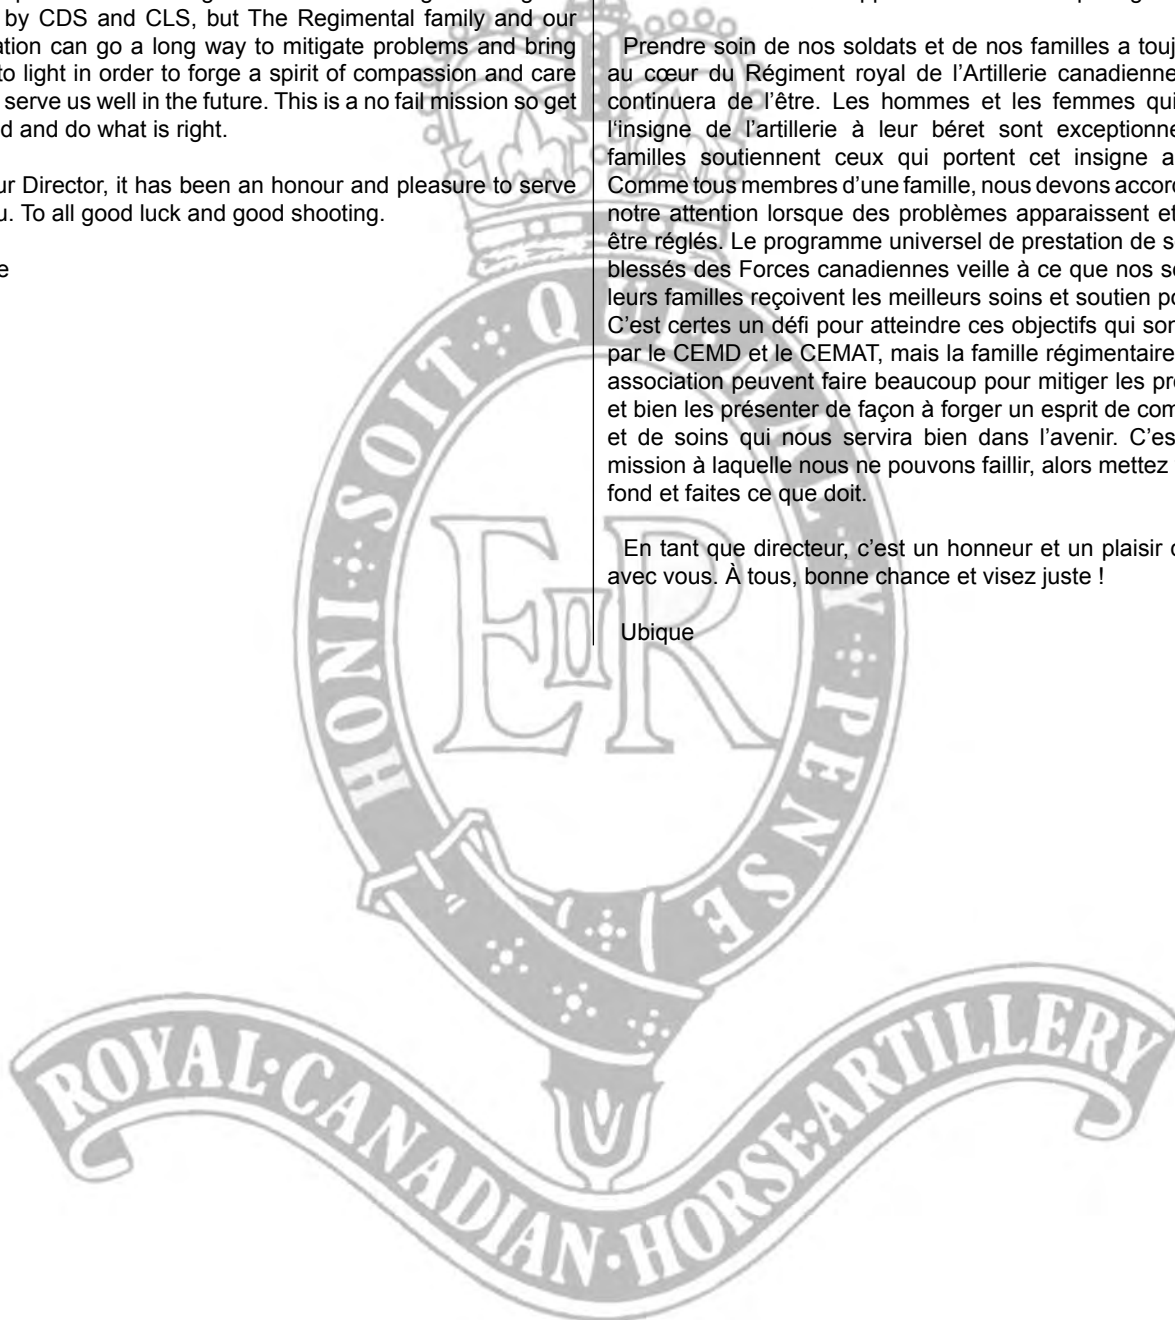 by CDS and CLS, but The Regimental family and our
ation can go a long way to mitigate problems and bring
to light in order to forge a spirit of compassion and care
serve us well in the future. This is a no fail mission so get
d and do what is right.
ur Director, it has been an honour and pleasure to serve
u. To all good luck and good shooting.
e
Prendre soin de nos soldats et de nos familles a touj
au cœur du Régiment royal de l’Artillerie canadienne
continuera de l’être. Les hommes et les femmes qui
l’insigne de l’artillerie à leur béret sont exceptionne
familles soutiennent ceux qui portent cet insigne a
Comme tous membres d’une famille, nous devons accord
notre attention lorsque des problèmes apparaissent et
être réglés. Le programme universel de prestation de s
blessés des Forces canadiennes veille à ce que nos s
leurs familles reçoivent les meilleurs soins et soutien po
C’est certes un défi pour atteindre ces objectifs qui son
par le CEMD et le CEMAT, mais la famille régimentaire
association peuvent faire beaucoup pour mitiger les pr
et bien les présenter de façon à forger un esprit de com
et de soins qui nous servira bien dans l’avenir. C’es
mission à laquelle nous ne pouvons faillir, alors mettez
fond et faites ce que doit.
En tant que directeur, c’est un honneur et un plaisir d
avec vous. À tous, bonne chance et visez juste !
Ubique
HONI · SOIT · QUI · MAL · Y · PENSE
EIIR
ROYAL · CANADIAN · HORSE · ARTILLERY